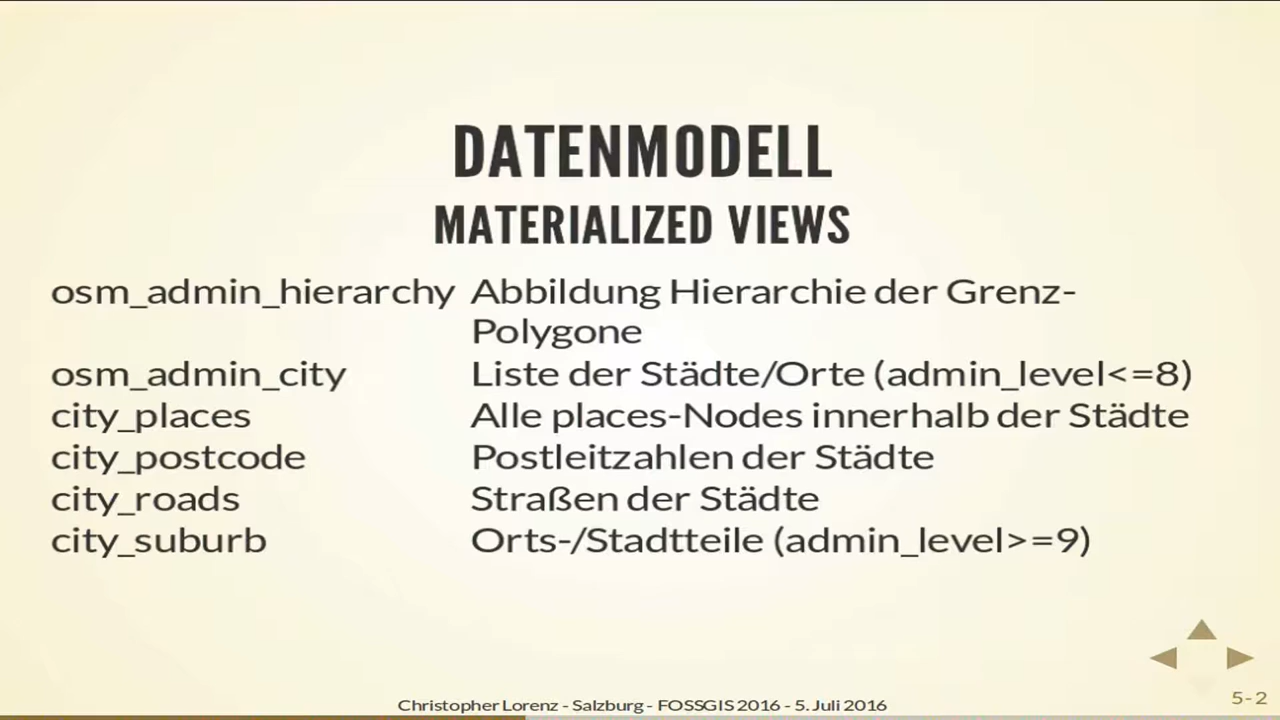 DATENMODELL
MATERIALIZED VIEWS
osm_admin_hierarchy Abbildung Hierarchie der Grenz-
Polygone
osm_admin_city Liste der Städte/Orte (admin_level<=8)
city_places Alle places-Nodes innerhalb der Städte
city_postcode Postleitzahlen der Städte
city_roads Straßen der Städte
city_suburb Orts-/Stadtteile (admin_level>=9)
5-2
Christopher Lorenz - Salzburg - FOSSGIS 2016 - 5. Juli 2016